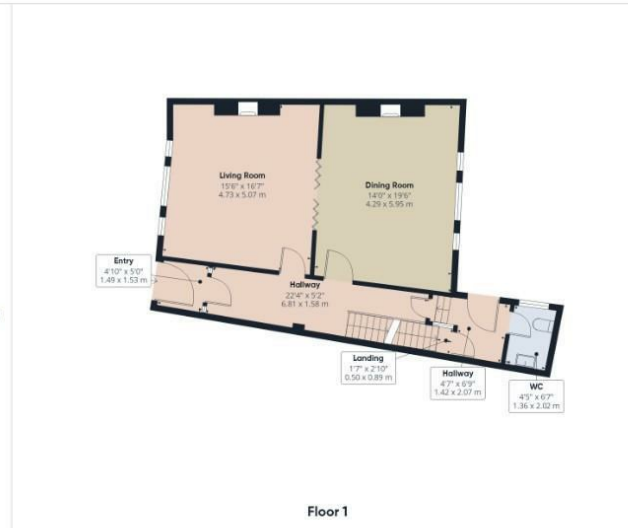 Living Room
15'6" x 16'7"
4.73 x 5.07 m
Dining Room
14'0" x 19'6"
4.29 x 5.95 m
Entry
4'10" x 5'0"
1.49 x 1.53 m
Hallway
22'4" x 5'2"
6.81 x 1.58 m
Landing
1'7" x 2'10"
0.50 x 0.89 m
Hallway
4'7" x 6'9"
1.42 x 2.07 m
WC
4'5" x 6'7"
1.36 x 2.02 m
Floor 1